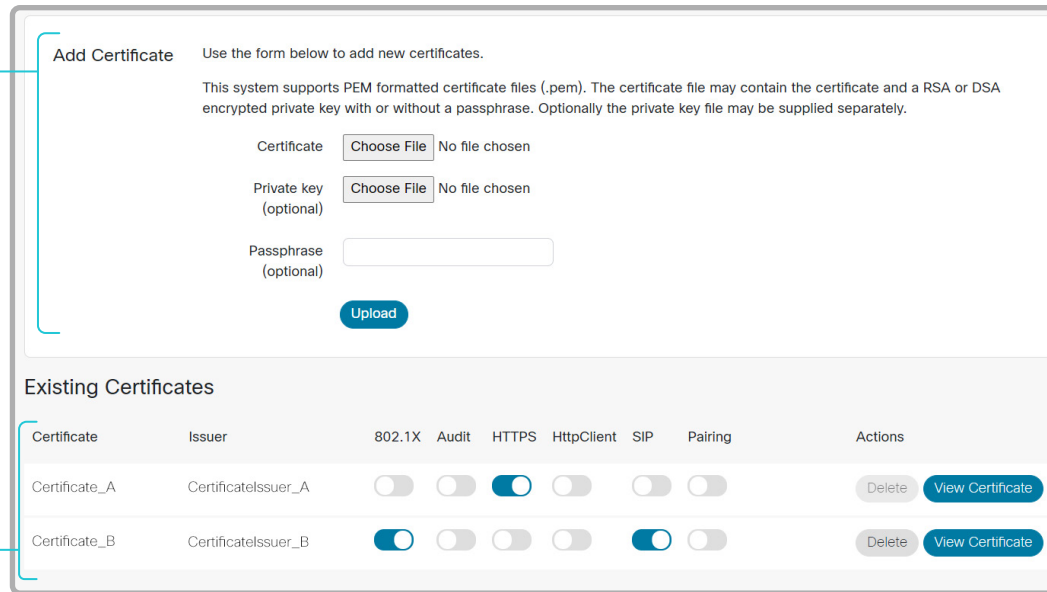 Add Certificate
Use the form below to add new certificates.
This system supports PEM formatted certificate files (.pem). The certificate file may contain the certificate and a RSA or DSA
encrypted private key with or without a passphrase. Optionally the private key file may be supplied separately.
Certificate Choose File No file chosen
Private key Choose File No file chosen
(optional)
Passphrase
(optional)
Upload
Existing Certificates
Certificate Issuer 802.1X Audit HTTPS HttpClient SIP Pairing Actions
Certificate_A CertificateIssuer_A Delete View Certificate
Certificate_B CertificateIssuer_B Delete View Certificate